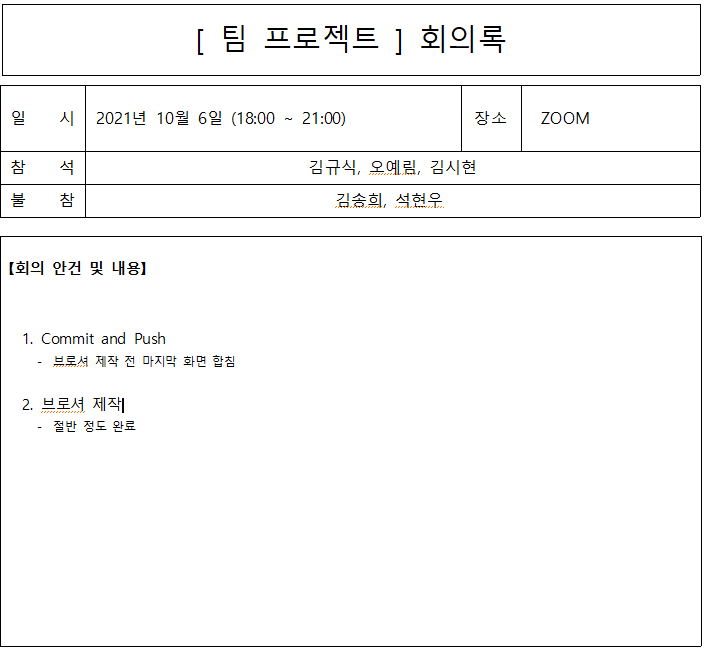 [ 팀 프로젝트 ] 회의록
일 시 2021년 10월 6일 (18:00 ~ 21:00) 장소 ZOOM
참 석 김규식, 오예림, 김시현
불 참 김송희, 석현우
【회의 안건 및 내용】
1. Commit and Push
- 브로셔 제작 전 마지막 화면 합침
2. 브로셔 제작
- 절반 정도 완료